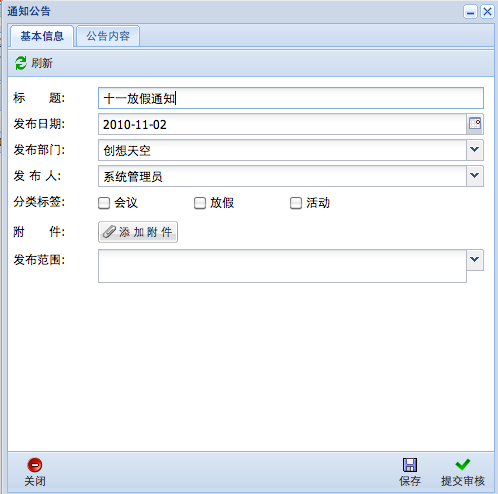 通知公告
基本信息 公告内容
刷新
标 题: 十一放假通知
发布日期: 2010-11-02
发布部门: 创想天空
发 布 人: 系统管理员
分类标签: 会议 放假 活动
附 件: 添 加 附 件
发布范围:
关闭 保存 提交审核